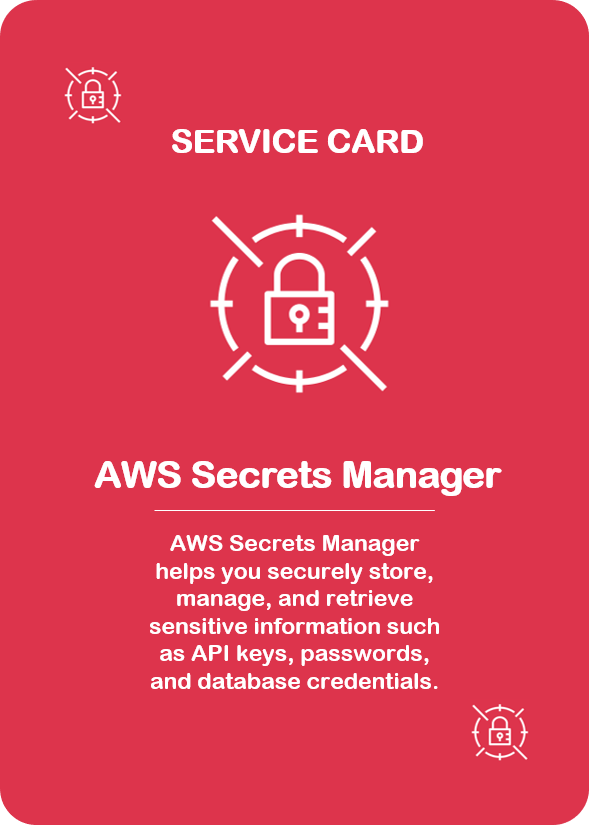 SERVICE CARD
AWS Secrets Manager
AWS Secrets Manager
helps you securely store,
manage, and retrieve
sensitive information such
as API keys, passwords,
and database credentials.